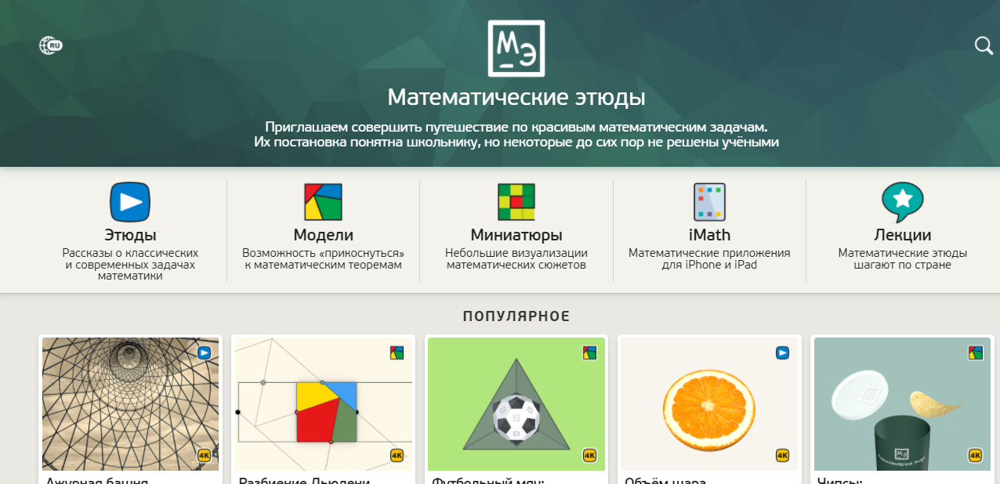 RU
МЭ
Математические этюды
Приглашаем совершить путешествие по красивым математическим задачам.
Их постановка понятна школьнику, но некоторые до сих пор не решены учёными
Этюды
Рассказы о классических
и современных задачах
математики
Модели
Возможность «прикоснуться»
к математическим теоремам
Миниатюры
Небольшие визуализации
математических сюжетов
iMath
Математические приложения
для iPhone и iPad
Лекции
Математические этюды
шагают по стране
ПОПУЛЯРНОЕ
4K
4K
4K
4K
4K
МЭ
Математические этюды
Ажурная башня
Разбиение Дьюдени
Футбольный мяч:
Объём шара
Чипсы: